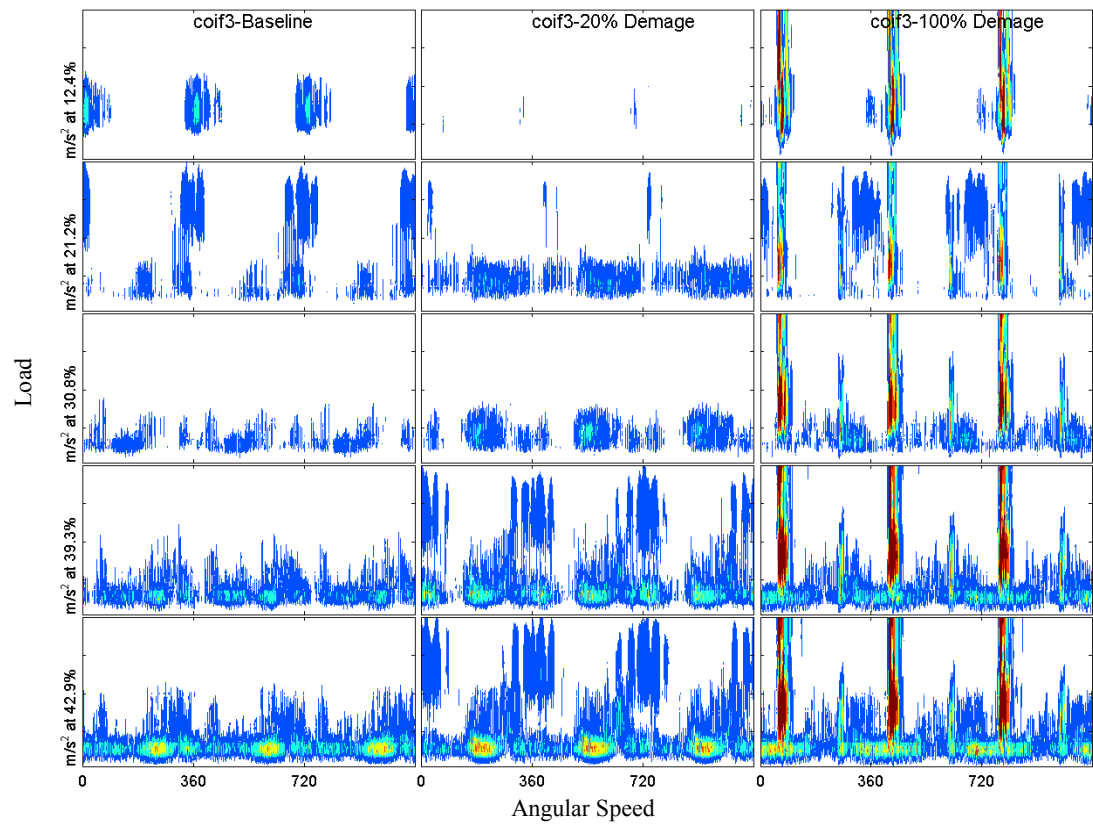 coif3-Baseline
coif3-20% Demage
coif3-100% Demage
Load
m/s² at 12.4%
m/s² at 21.2%
m/s² at 30.8%
m/s² at 39.3%
m/s² at 42.9%
0 360 720 0 360 720 0 360 720
Angular Speed